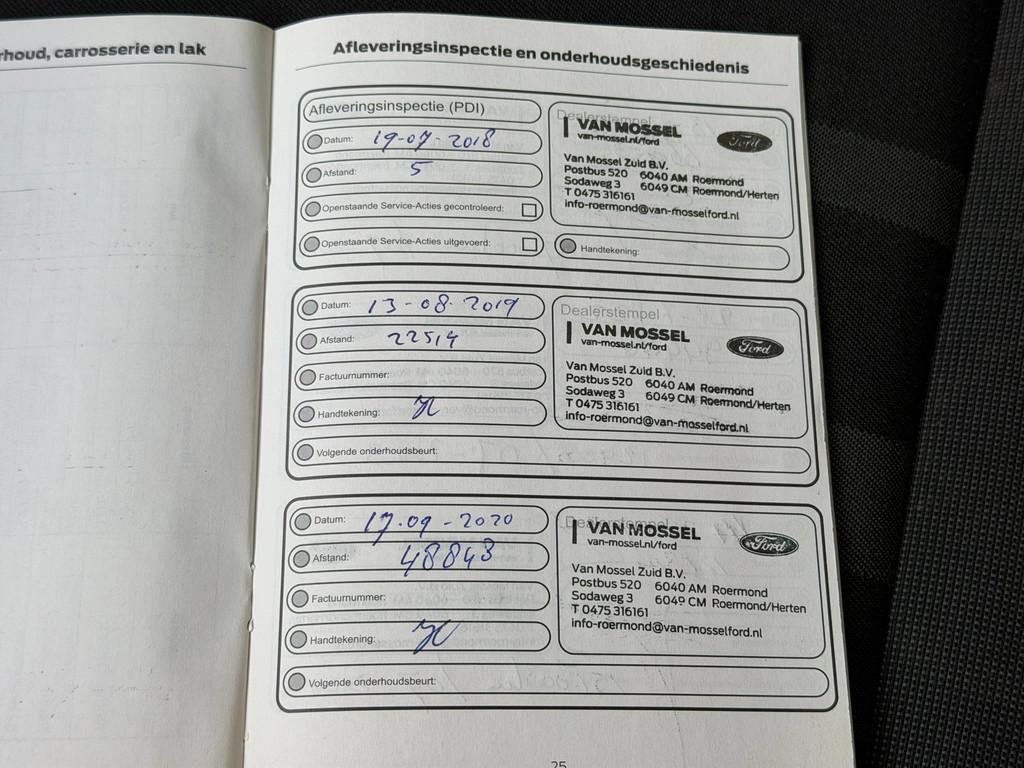 rhoud, carrosserie en lak
Afleveringsinspectie en onderhoudsgeschiedenis
Afleveringsinspectie (PDI)
Datum: 19-07-2018
Afstand: 5
Openstaande Service-Acties gecontroleerd:
Openstaande Service-Acties uitgevoerd:
Dealerstempel
VAN MOSSEL
van-mossel.nl/ford
Ford
Van Mossel Zuid B.V.
Postbus 520 6040 AM Roermond
Sodaweg 3 6049 CM Roermond/Herten
T 0475 316161
info-roermond@van-mosselford.nl
Handtekening:
Datum: 13-08-2019
Afstand: 22514
Factuurnummer:
Handtekening:
Volgende onderhoudsbeurt:
Dealerstempel
VAN MOSSEL
van-mossel.nl/ford
Ford
Van Mossel Zuid B.V.
Postbus 520 6040 AM Roermond
Sodaweg 3 6049 CM Roermond/Herten
T 0475 316161
info-roermond@van-mosselford.nl
Datum: 17-09-2020
Afstand: 48843
Factuurnummer:
Handtekening:
Volgende onderhoudsbeurt:
Dealerstempel
VAN MOSSEL
van-mossel.nl/ford
Ford
Van Mossel Zuid B.V.
Postbus 520 6040 AM Roermond
Sodaweg 3 6049 CM Roermond/Herten
T 0475 316161
info-roermond@van-mosselford.nl
25